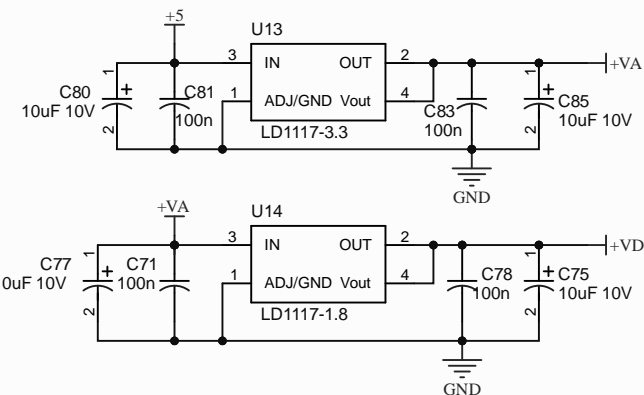 +5
U13
3 IN OUT 2
+VA
1
C80
10uF 10V
2
C81
100n
1 ADJ/GND Vout 4
LD1117-3.3
C83
100n
1
C85
10uF 10V
2
GND
+VA
U14
3 IN OUT 2
+VD
1
C77
0uF 10V
2
C71
100n
1 ADJ/GND Vout 4
LD1117-1.8
C78
100n
1
C75
10uF 10V
2
GND